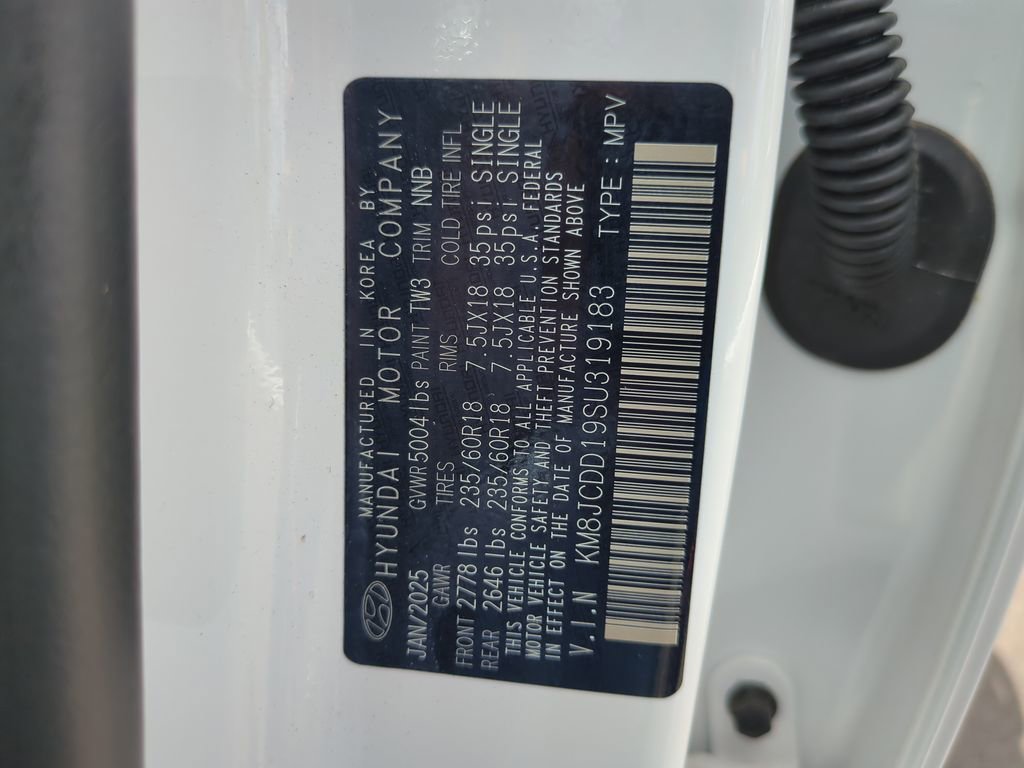 MANUFACTURED IN KOREA BY
HYUNDAI MOTOR COMPANY
JAN/2025 GVWR 5004lbs PAINT TW3 TRIM NNB
GAWR TIRES RIMS COLD TIRE INFL
FRONT 2778lbs 235/60R18 7.5JX18 35psi SINGLE
REAR 2646lbs 235/60R18 7.5JX18 35psi SINGLE
THIS VEHICLE CONFORMS TO ALL APPLICABLE U.S.A. FEDERAL
MOTOR VEHICLE SAFETY AND THEFT PREVENTION STANDARDS
IN EFFECT ON THE DATE OF MANUFACTURE SHOWN ABOVE
V.I.N KM8JCDD19SU319183 TYPE : MPV